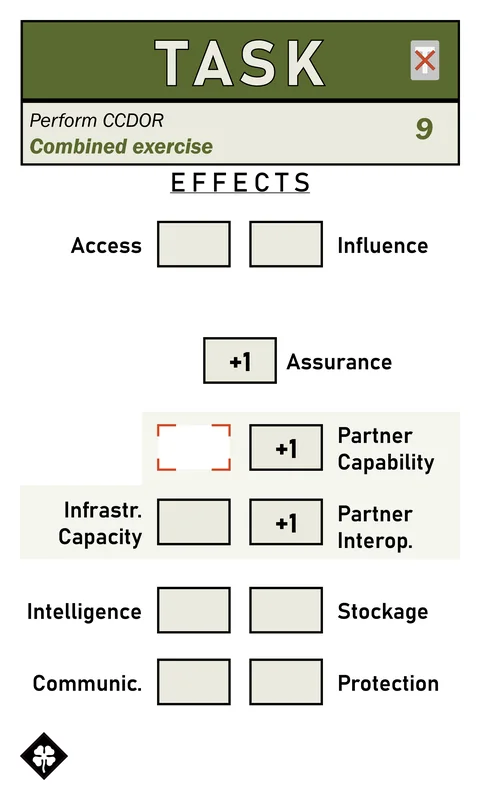 TASK
T
Perform CCDOR
9
Combined exercise
EFFECTS
Access
Influence
+1
Assurance
+1
Partner
Capability
Infrastr.
Capacity
+1
Partner
Interop.
Intelligence
Stockage
Communic.
Protection